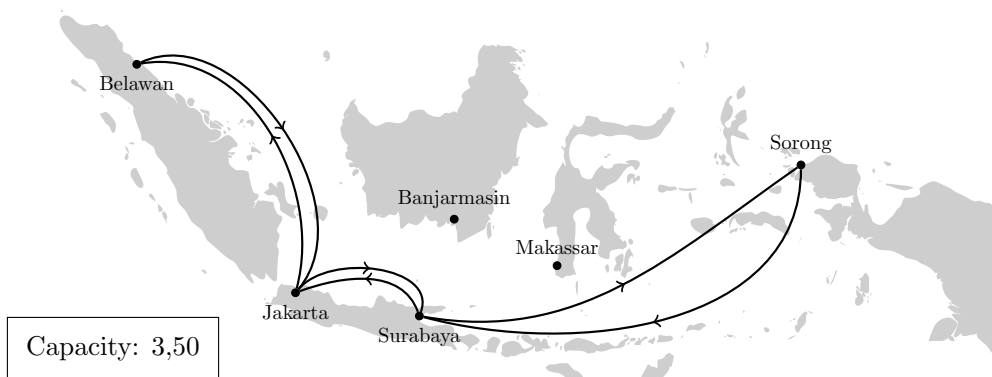 Belawan
Sorong
Banjarmasin
Makassar
Jakarta
Surabaya
Capacity: 3,50